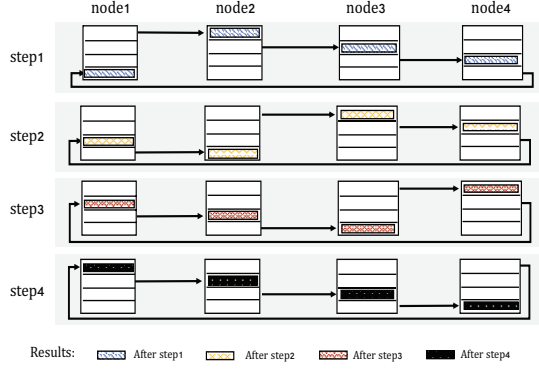 node1 node2 node3 node4
step1
step2
step3
step4
Results: After step1 After step2 After step3 After step4